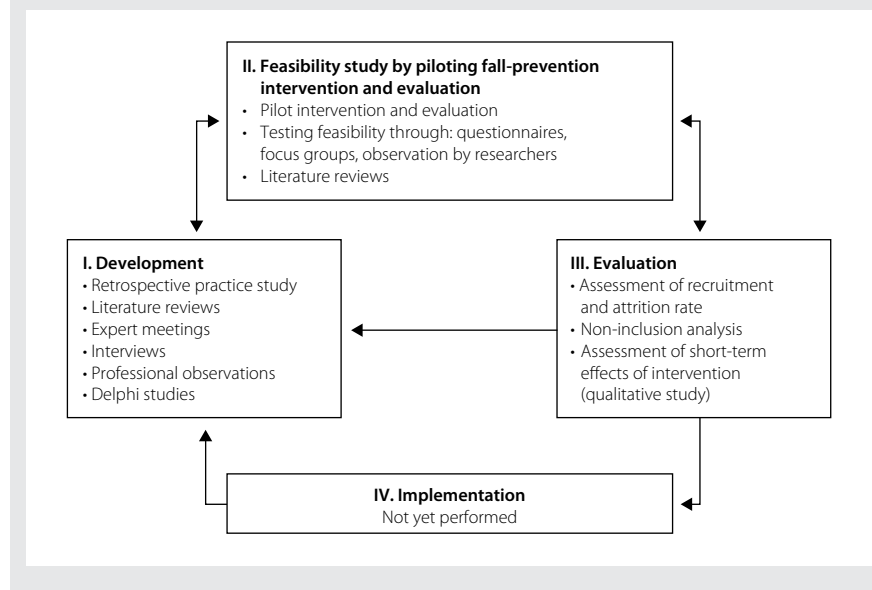 II. Feasibility study by piloting fall-prevention
intervention and evaluation
• Pilot intervention and evaluation
• Testing feasibility through: questionnaires,
focus groups, observation by researchers
• Literature reviews
I. Development
• Retrospective practice study
• Literature reviews
• Expert meetings
• Interviews
• Professional observations
• Delphi studies
III. Evaluation
• Assessment of recruitment
and attrition rate
• Non-inclusion analysis
• Assessment of short-term
effects of intervention
(qualitative study)
IV. Implementation
Not yet performed